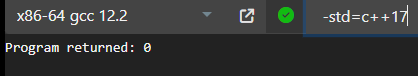 x86-64 gcc 12.2 -std=c++17
Program returned: 0